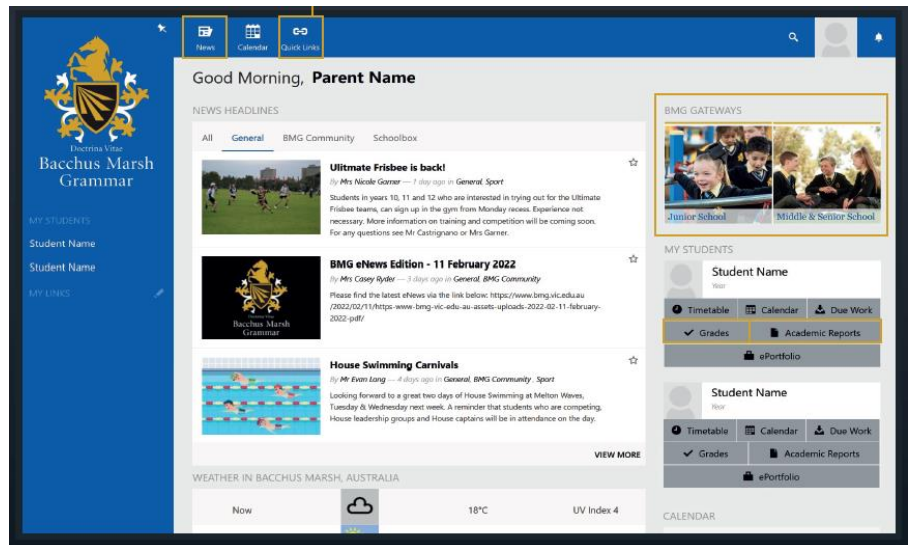 News
Calendar
Quick Links
Doctrina Vitae
Bacchus Marsh
Grammar
MY STUDENTS
Student Name
Student Name
MY LINKS
Good Morning, Parent Name
NEWS HEADLINES
All General BMG Community Schoolbox
Ulitmate Frisbee is back!
By Mrs Nicole Garner — 1 day ago in General, Sport
Students in years 10, 11 and 12 who are interested in trying out for the Ultimate
Frisbee teams, can sign up in the gym from Monday recess. Experience not
necessary. More information on training and competition will be coming soon.
For any questions see Mr Castrignano or Mrs Garner.
BMG eNews Edition - 11 February 2022
By Mrs Casey Ryder — 3 days ago in General, BMG Community
Please find the latest eNews via the link below: https://www.bmg.vic.edu.au
/2022/02/11/https-www-bmg-vic-edu-au-assets-uploads-2022-02-11-february-
2022-pdf/
Bacchus Marsh
Grammar
House Swimming Carnivals
By Mr Evan Long — 4 days ago in General, BMG Community , Sport
Looking forward to a great two days of House Swimming at Melton Waves,
Tuesday & Wednesday next week. A reminder that students who are competing,
House leadership groups and House captains will be in attendance on the day.
VIEW MORE
WEATHER IN BACCHUS MARSH, AUSTRALIA
Now 18°C UV Index 4
BMG GATEWAYS
Junior School
Middle & Senior School
MY STUDENTS
Student Name
Year
Timetable Calendar Due Work
Grades Academic Reports
ePortfolio
Student Name
Year
Timetable Calendar Due Work
Grades Academic Reports
ePortfolio
CALENDAR